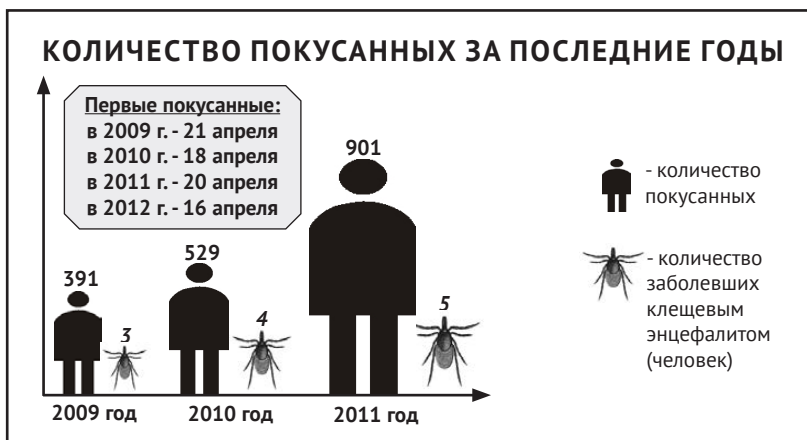 КОЛИЧЕСТВО ПОКУСАННЫХ ЗА ПОСЛЕДНИЕ ГОДЫ
Первые покусанные:
в 2009 г. - 21 апреля
в 2010 г. - 18 апреля
в 2011 г. - 20 апреля
в 2012 г. - 16 апреля
391
3
529
4
901
5
2009 год
2010 год
2011 год
- количество
покусанных
- количество
заболевших
клещевым
энцефалитом
(человек)